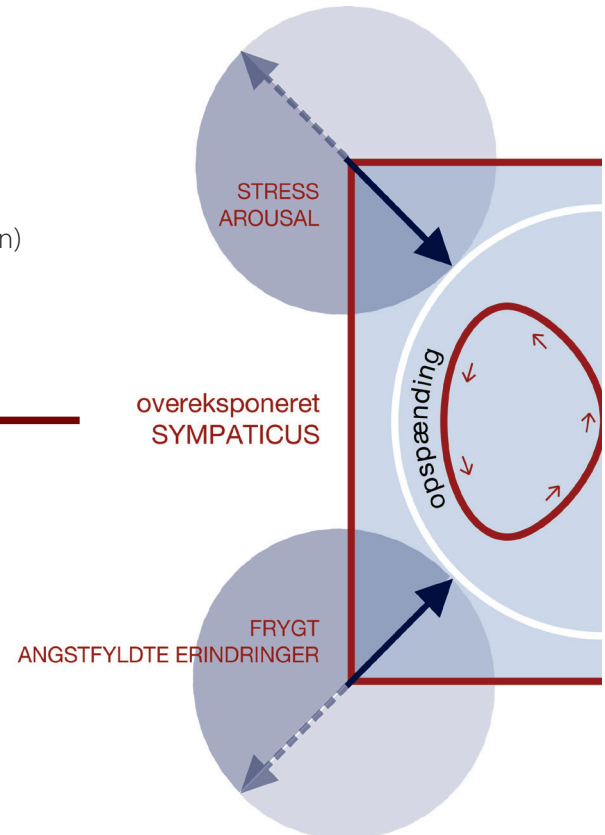 STRESS
AROUSAL
n)
overeksponeret
SYMPATICUS
opspænding
FRYGT
ANGSTFYLDTE ERINDRINGER